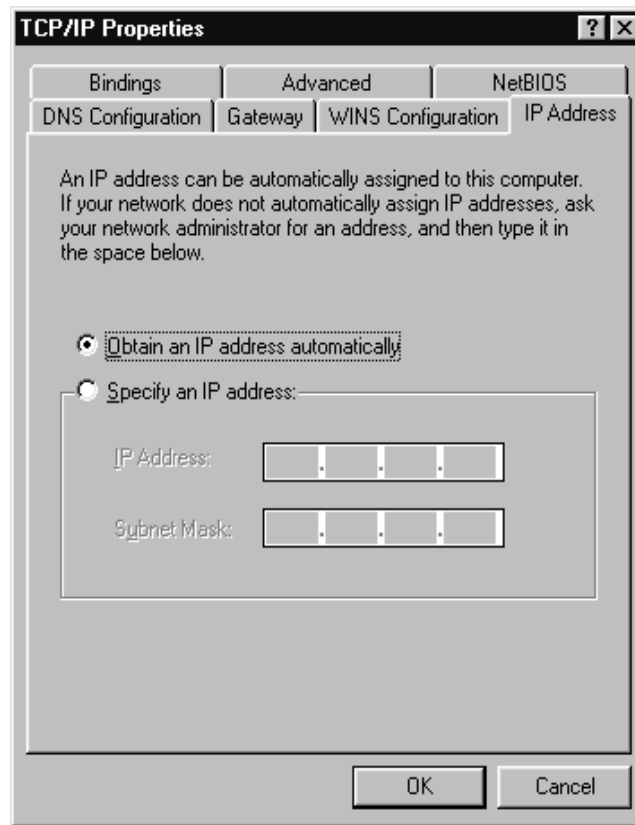 TCP/IP Properties
? X
Bindings Advanced NetBIOS
DNS Configuration Gateway WINS Configuration IP Address
An IP address can be automatically assigned to this computer.
If your network does not automatically assign IP addresses, ask
your network administrator for an address, and then type it in
the space below.
Obtain an IP address automatically
Specify an IP address:
IP Address: . . .
Subnet Mask: . . .
OK Cancel